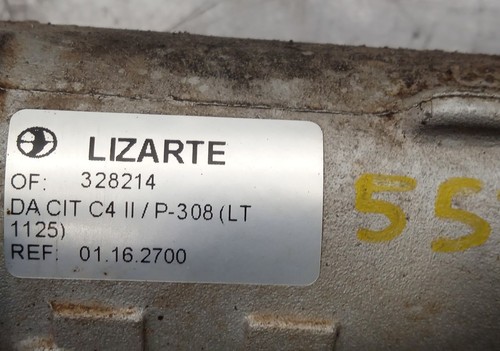 LIZARTE
OF: 328214
DA CIT C4 II / P-308 (LT
1125)
REF: 01.16.2700
55